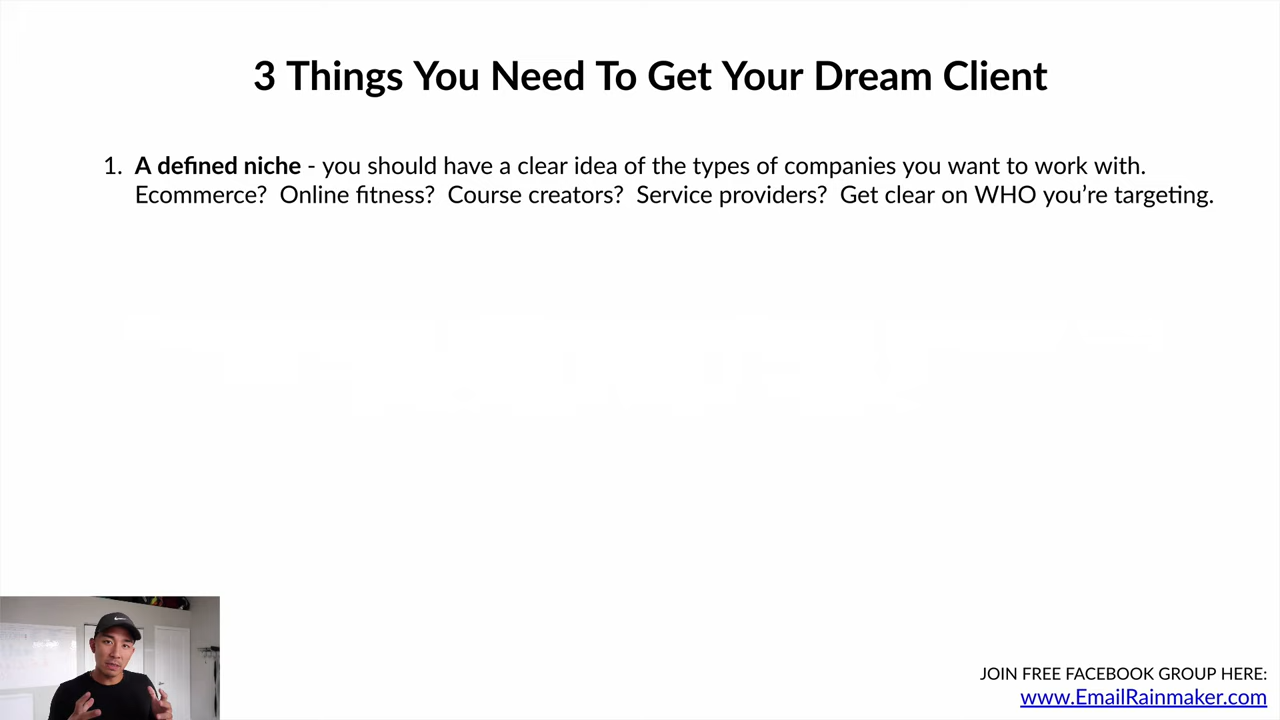 3 Things You Need To Get Your Dream Client
1. A defined niche - you should have a clear idea of the types of companies you want to work with.
Ecommerce? Online fitness? Course creators? Service providers? Get clear on WHO you’re targeting.
JOIN FREE FACEBOOK GROUP HERE:
www.EmailRainmaker.com